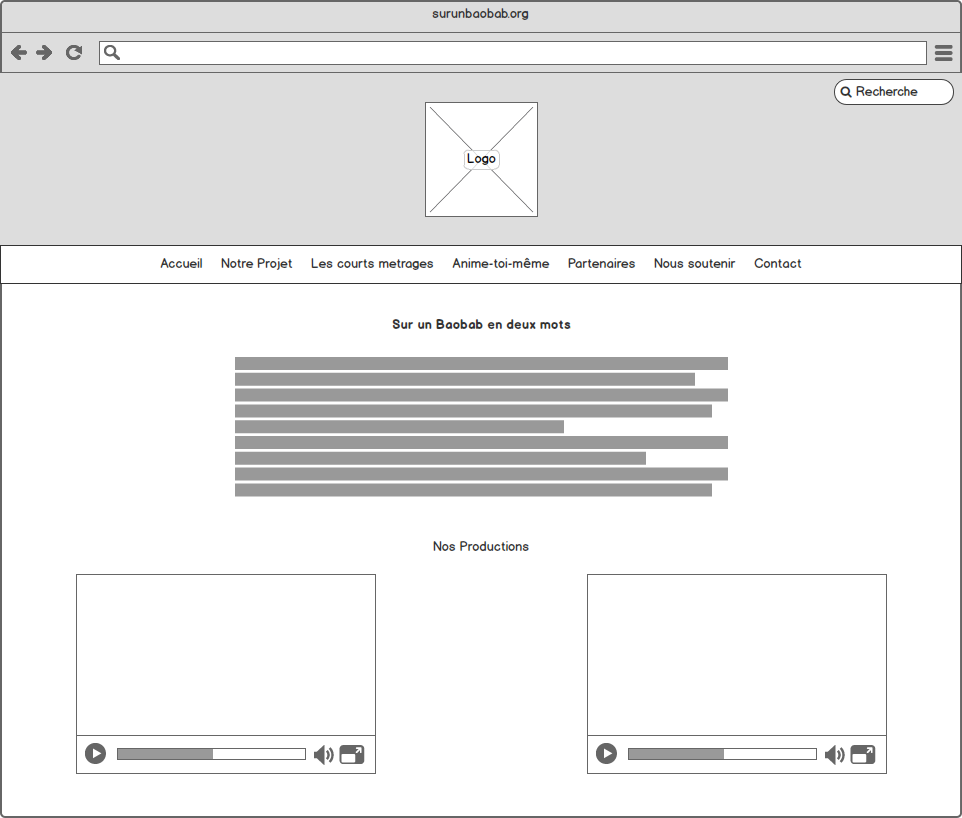 surunbaobab.org
Recherche
Logo
Accueil Notre Projet Les courts metrages Anime-toi-même Partenaires Nous soutenir Contact
Sur un Baobab en deux mots
Nos Productions